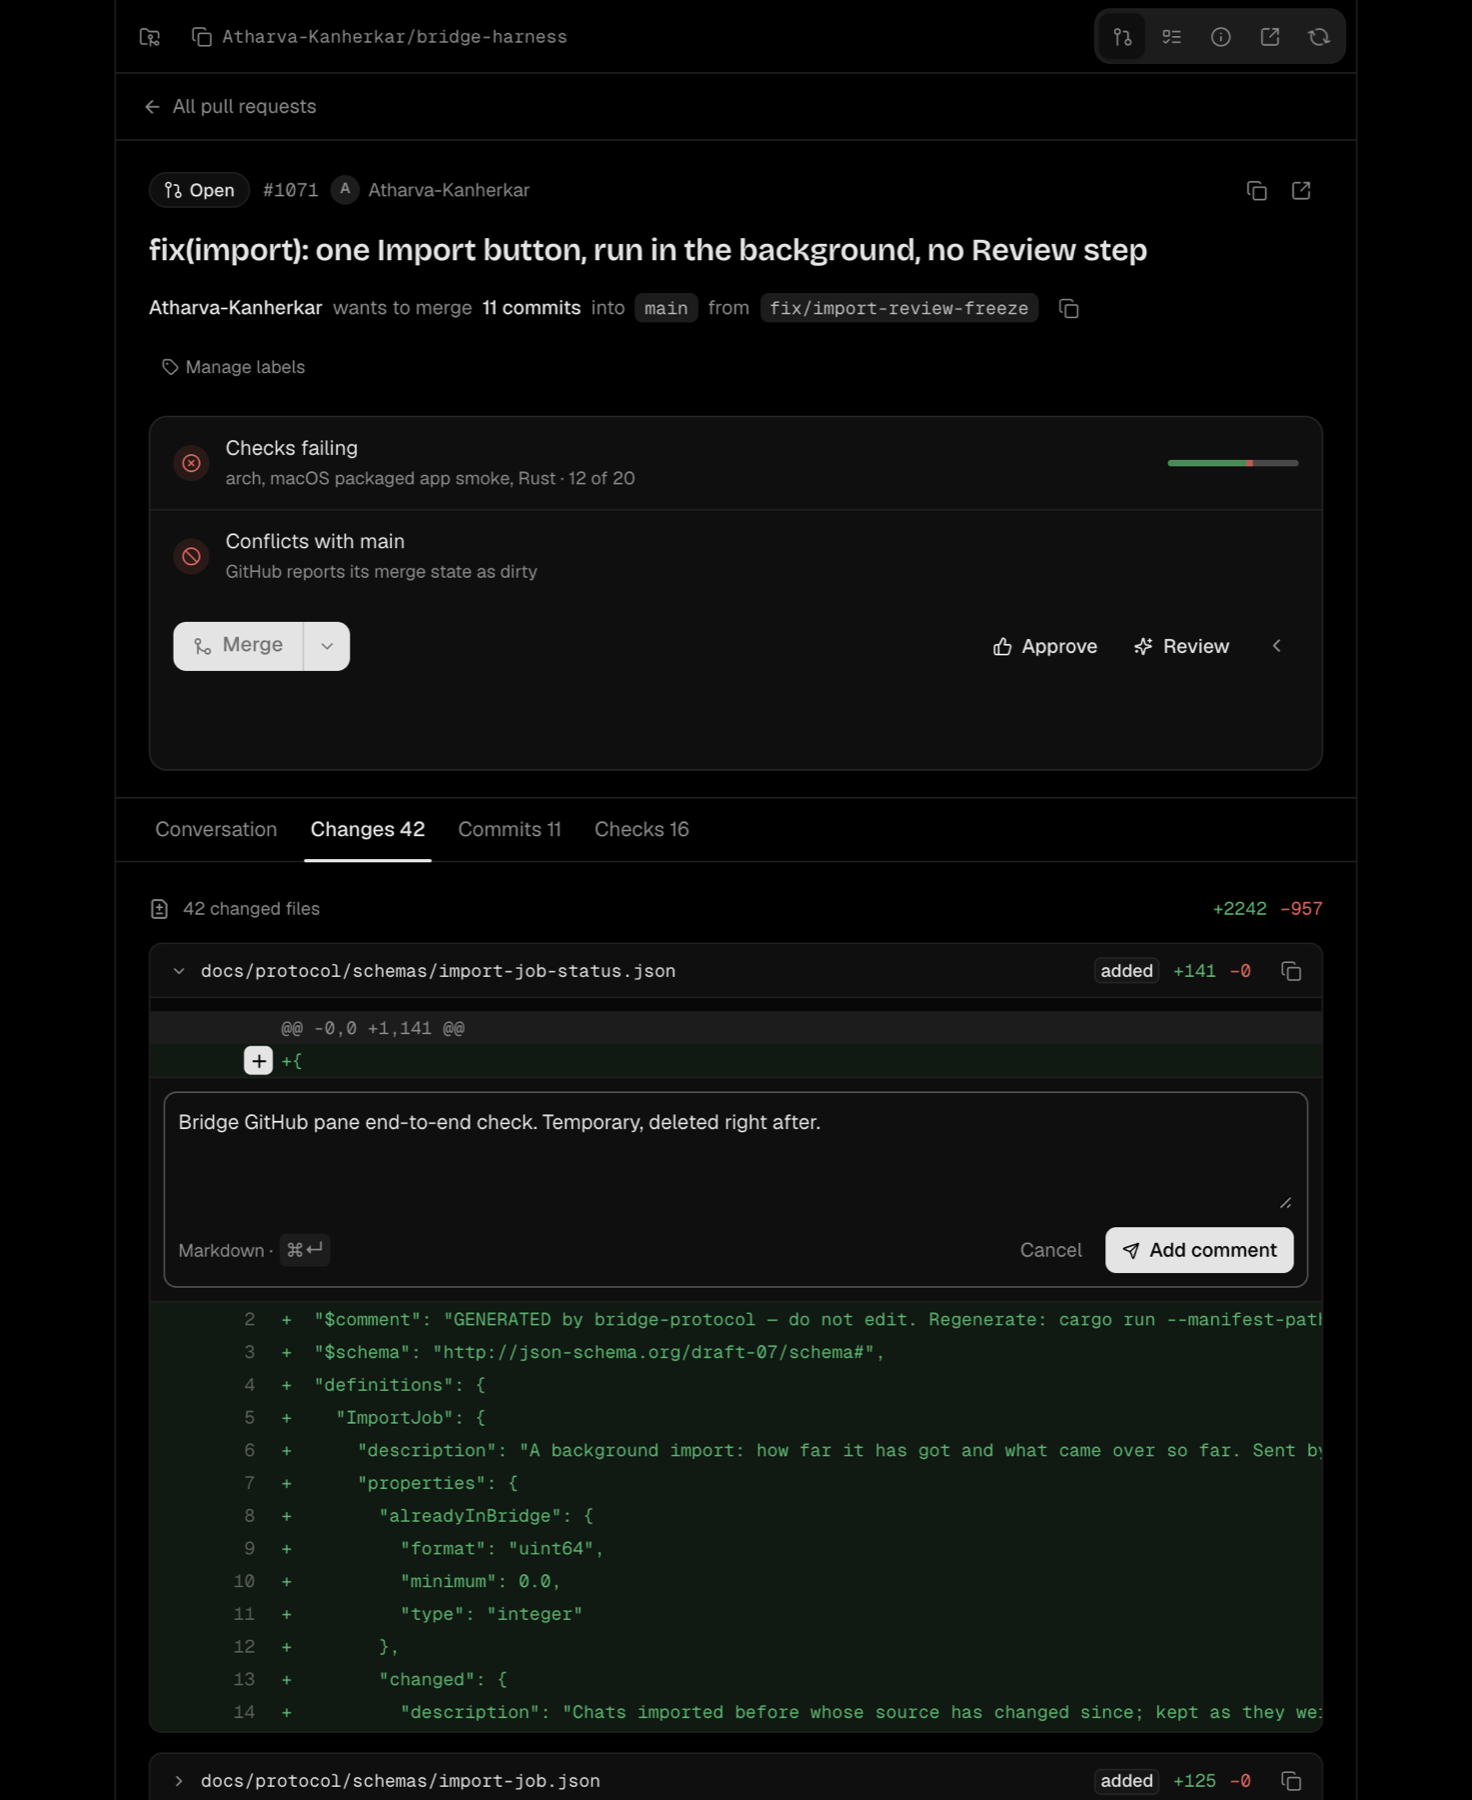 Atharva-Kanherkar/bridge-harness
All pull requests
Open #1071 A Atharva-Kanherkar
fix(import): one Import button, run in the background, no Review step
Atharva-Kanherkar wants to merge 11 commits into main from fix/import-review-freeze
Manage labels
Checks failing
arch, macOS packaged app smoke, Rust · 12 of 20
Conflicts with main
GitHub reports its merge state as dirty
Merge Approve Review
Conversation Changes 42 Commits 11 Checks 16
42 changed files +2242 −957
docs/protocol/schemas/import-job-status.json added +141 −0
@@ -0,0 +1,141 @@
+ +{
Bridge GitHub pane end-to-end check. Temporary, deleted right after.
Markdown · ⌘↵ Cancel Add comment
2 + "$comment": "GENERATED by bridge-protocol — do not edit. Regenerate: cargo run --manifest-path
3 + "$schema": "http://json-schema.org/draft-07/schema#",
4 + "definitions": {
5 + "ImportJob": {
6 + "description": "A background import: how far it has got and what came over so far. Sent by
7 + "properties": {
8 + "alreadyInBridge": {
9 + "format": "uint64",
10 + "minimum": 0.0,
11 + "type": "integer"
12 + },
13 + "changed": {
14 + "description": "Chats imported before whose source has changed since; kept as they
docs/protocol/schemas/import-job.json added +125 −0